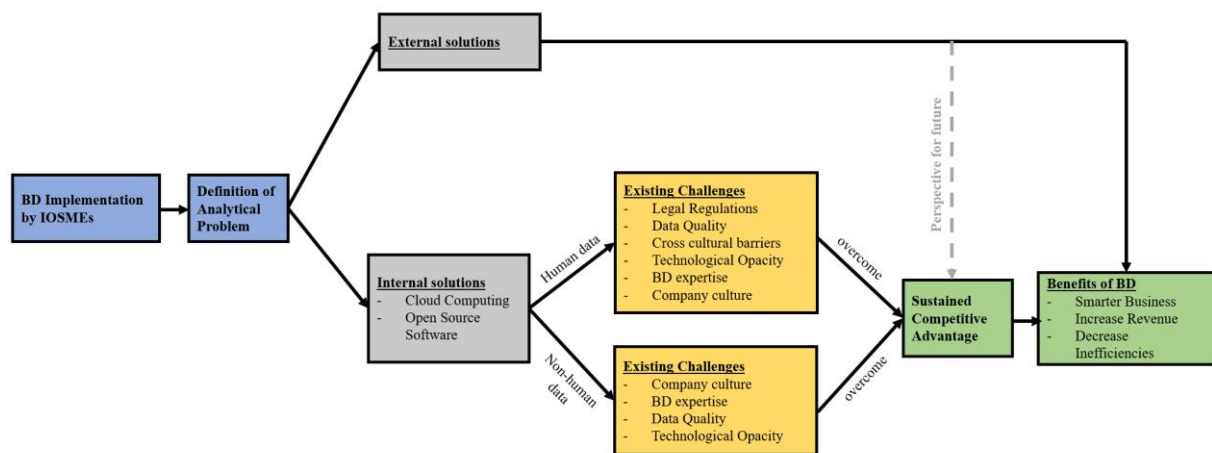 External solutions
Perspective for future
BD Implementation
by IOSMEs
Definition of
Analytical
Problem
Internal solutions
- Cloud Computing
- Open Source
Software
Human data
Non-human
data
Existing Challenges
- Legal Regulations
- Data Quality
- Cross cultural barriers
- Technological Opacity
- BD expertise
- Company culture
Existing Challenges
- Company culture
- BD expertise
- Data Quality
- Technological Opacity
overcome
overcome
Sustained
Competitive
Advantage
Benefits of BD
- Smarter Business
- Increase Revenue
- Decrease
Inefficiencies